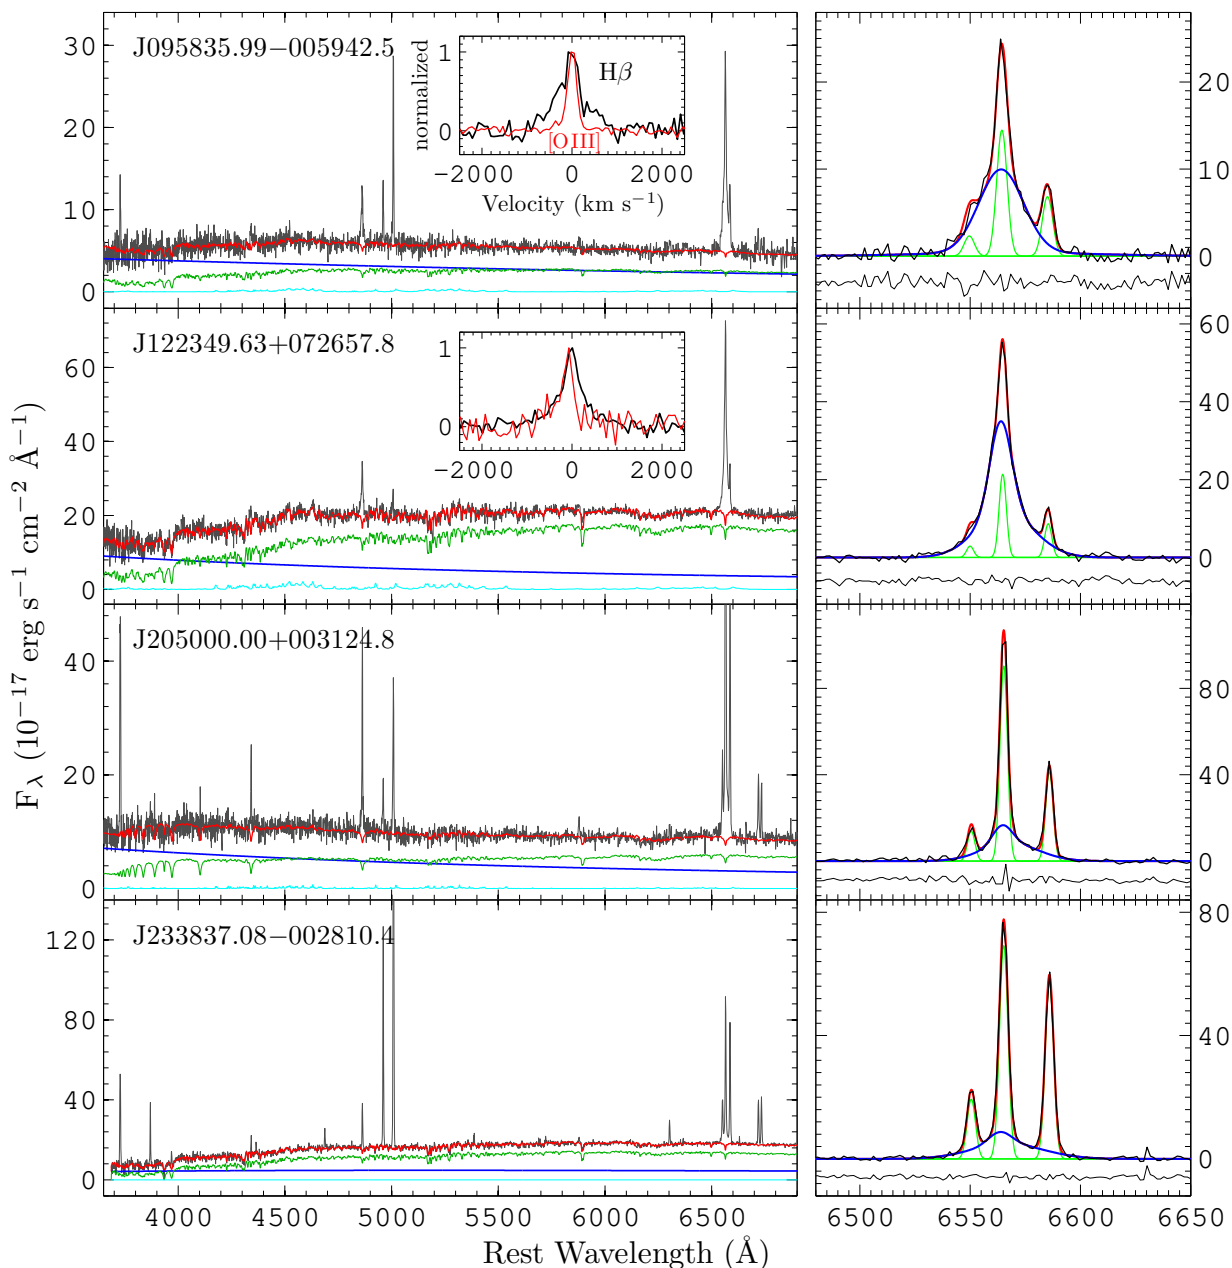 F_λ (10⁻¹⁷ erg s⁻¹ cm⁻² Å⁻¹)
J095835.99−005942.5
30
20
10
0
normalized
1
0
Hβ
[O III]
−2000 0 2000
Velocity (km s⁻¹)
20
10
0
J122349.63+072657.8
60
40
20
0
1
0
−2000 0 2000
60
40
20
0
J205000.00+003124.8
40
20
0
80
40
0
J233837.08−002810.4
120
80
40
0
80
40
0
4000 4500 5000 5500 6000 6500
6500 6550 6600 6650
Rest Wavelength (Å)